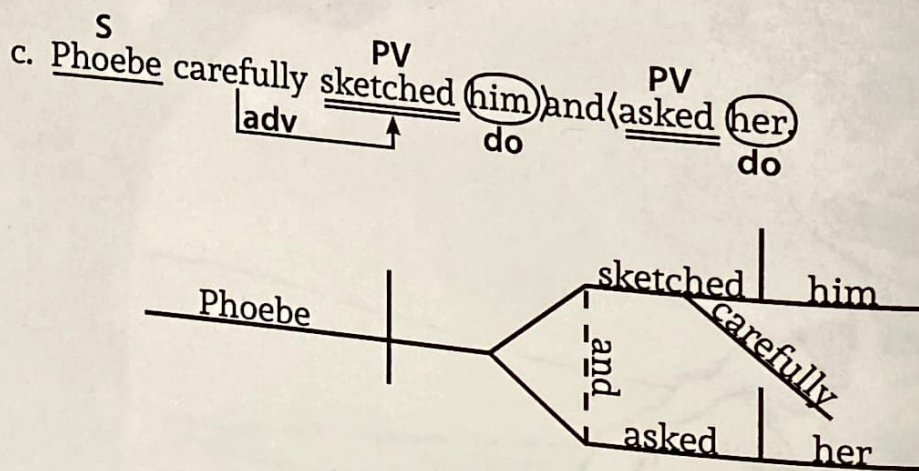 S
PV
PV
c. Phoebe carefully sketched (him) and (asked (her.)
adv
do
do
Phoebe
sketched
him
carefully
and
asked
her